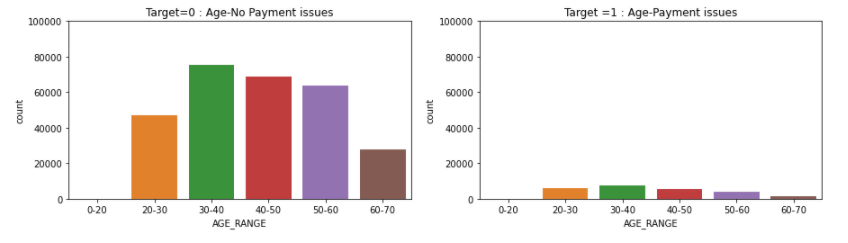 Target=0 : Age-No Payment issues
100000
80000
60000
40000
20000
0
count
0-20 20-30 30-40 40-50 50-60 60-70
AGE_RANGE
Target =1 : Age-Payment issues
100000
80000
60000
40000
20000
0
count
0-20 20-30 30-40 40-50 50-60 60-70
AGE_RANGE